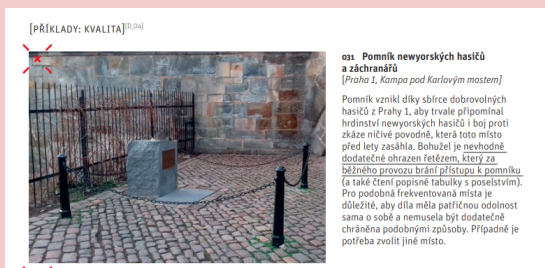 [PŘÍKLADY: KVALITA][D_04]
031 Pomník newyorských hasičů
a záchranářů
[Praha 1, Kampa pod Karlovým mostem]
Pomník vznikl díky sbírce dobrovolných
hasičů z Prahy 1, aby trvale připomínal
hrdinství newyorských hasičů i boj proti
zkáze ničivé povodně, která toto místo
před lety zasáhla. Bohužel je nevhodně
dodatečně ohrazen řetězem, který za
běžného provozu brání přístupu k pomníku
(a také čtení popisné tabulky s poselstvím).
Pro podobná frekventovaná místa je
důležité, aby díla měla patřičnou odolnost
sama o sobě a nemusela být dodatečně
chráněna podobnými způsoby. Případně je
potřeba zvolit jiné místo.